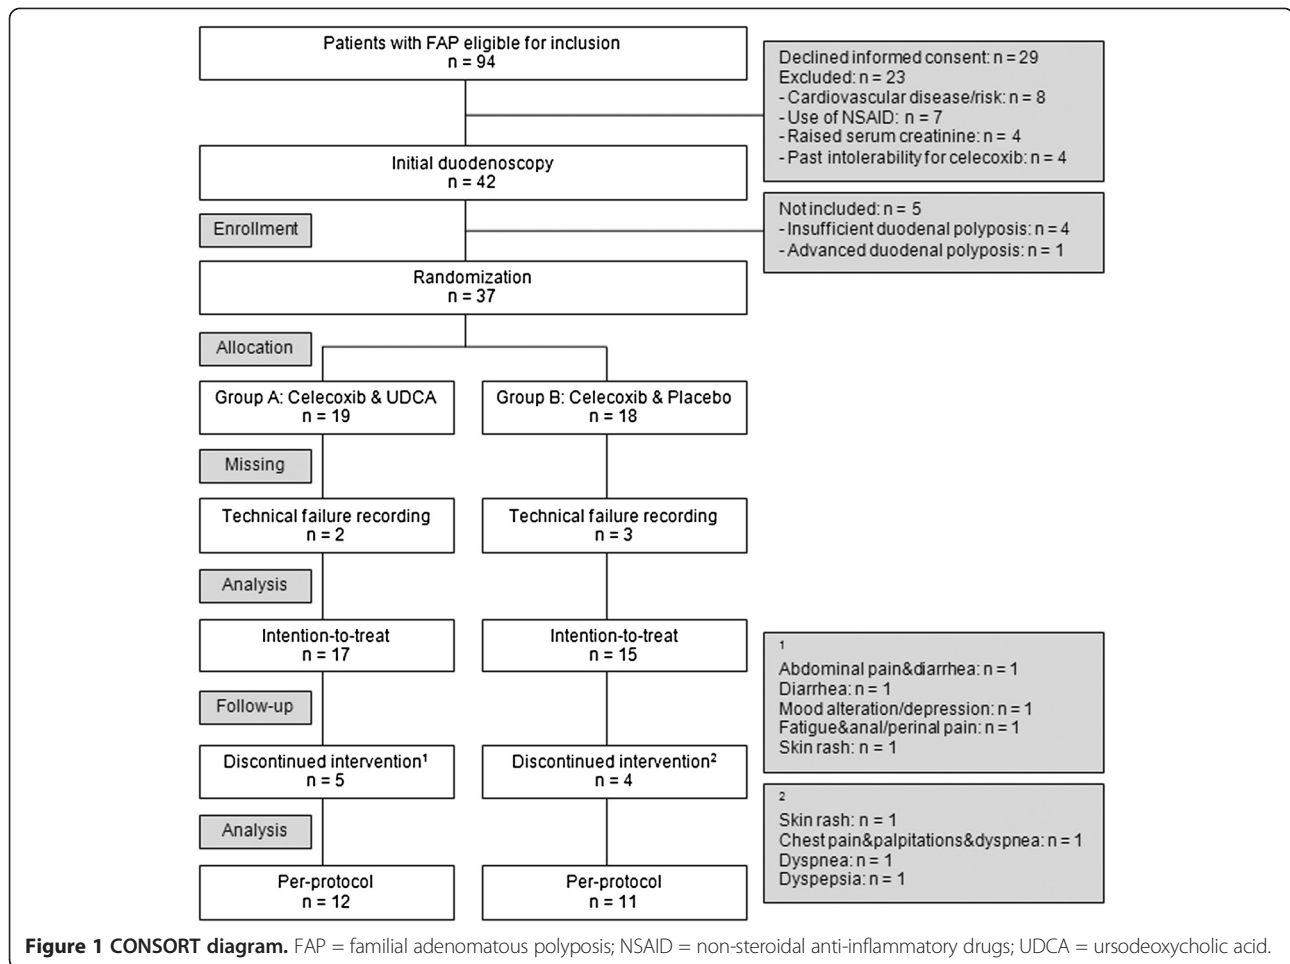 Patients with FAP eligible for inclusion
n = 94
Declined informed consent: n = 29
Excluded: n = 23
- Cardiovascular disease/risk: n = 8
- Use of NSAID: n = 7
- Raised serum creatinine: n = 4
- Past intolerability for celecoxib: n = 4
Initial duodenoscopy
n = 42
Not included: n = 5
- Insufficient duodenal polyposis: n = 4
- Advanced duodenal polyposis: n = 1
Enrollment
Randomization
n = 37
Allocation
Group A: Celecoxib & UDCA
n = 19
Group B: Celecoxib & Placebo
n = 18
Missing
Technical failure recording
n = 2
Technical failure recording
n = 3
Analysis
Intention-to-treat
n = 17
Intention-to-treat
n = 15
1
Abdominal pain&diarrhea: n = 1
Diarrhea: n = 1
Mood alteration/depression: n = 1
Fatigue&anal/perinal pain: n = 1
Skin rash: n = 1
Follow-up
Discontinued intervention¹
n = 5
Discontinued intervention²
n = 4
2
Skin rash: n = 1
Chest pain&palpitations&dyspnea: n = 1
Dyspnea: n = 1
Dyspepsia: n = 1
Analysis
Per-protocol
n = 12
Per-protocol
n = 11
Figure 1 CONSORT diagram. FAP = familial adenomatous polyposis; NSAID = non-steroidal anti-inflammatory drugs; UDCA = ursodeoxycholic acid.